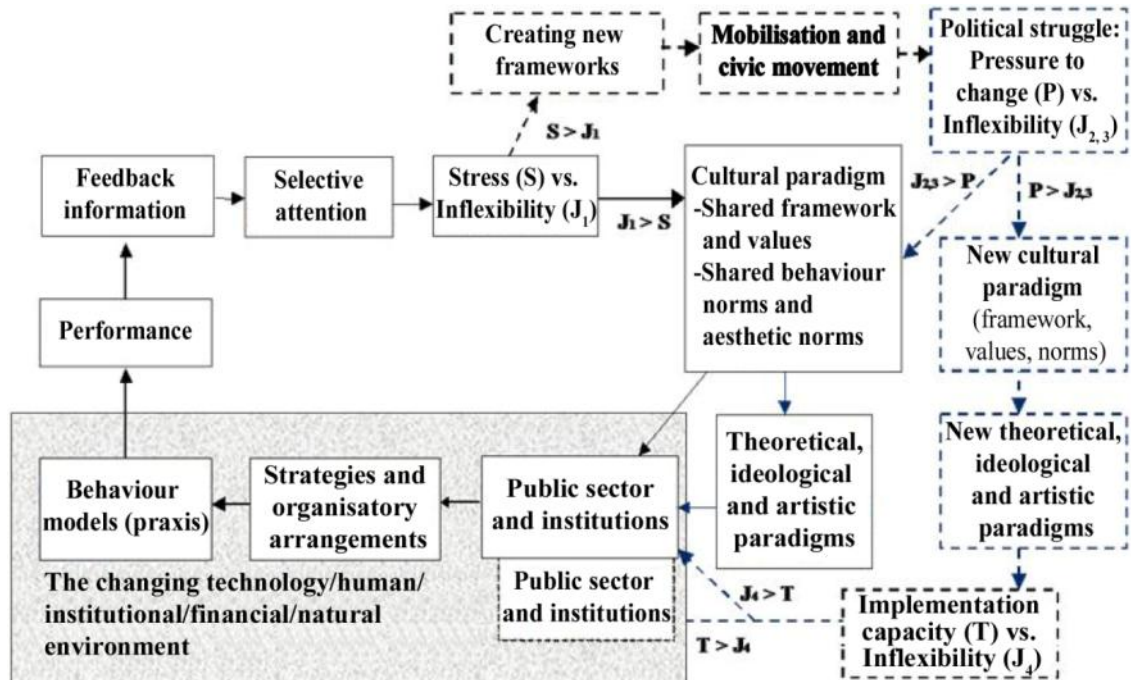 Creating new
frameworks
Mobilisation and
civic movement
Political struggle:
Pressure to
change (P) vs.
Inflexibility (J2, 3)
S > J1
Feedback
information
Selective
attention
Stress (S) vs.
Inflexibility (J1)
J1 > S
Cultural paradigm
-Shared framework
and values
-Shared behaviour
norms and
aesthetic norms
J2,3 > P
P > J2,3
New cultural
paradigm
(framework,
values, norms)
Performance
Behaviour
models (praxis)
Strategies and
organisatory
arrangements
Public sector
and institutions
Theoretical,
ideological
and artistic
paradigms
New theoretical,
ideological
and artistic
paradigms
The changing technology/human/
institutional/financial/natural
environment
Public sector
and institutions
J4 > T
T > J4
Implementation
capacity (T) vs.
Inflexibility (J4)